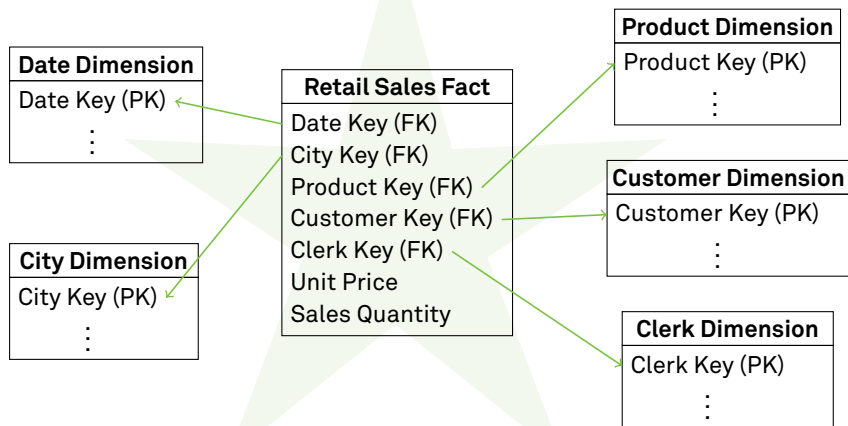 Date Dimension
Date Key (PK)
⋮
City Dimension
City Key (PK)
⋮
Retail Sales Fact
Date Key (FK)
City Key (FK)
Product Key (FK)
Customer Key (FK)
Clerk Key (FK)
Unit Price
Sales Quantity
Product Dimension
Product Key (PK)
⋮
Customer Dimension
Customer Key (PK)
⋮
Clerk Dimension
Clerk Key (PK)
⋮